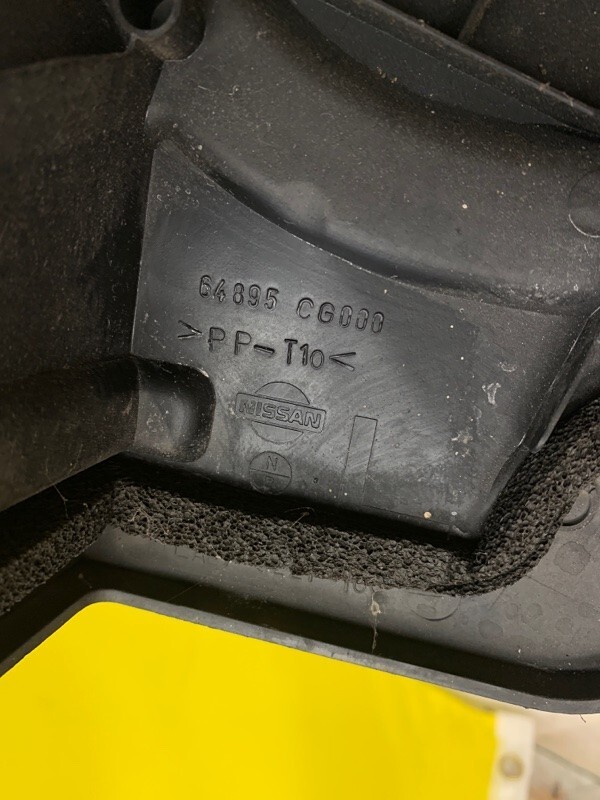 64895 CG000
>PP-T10<
NISSAN
N